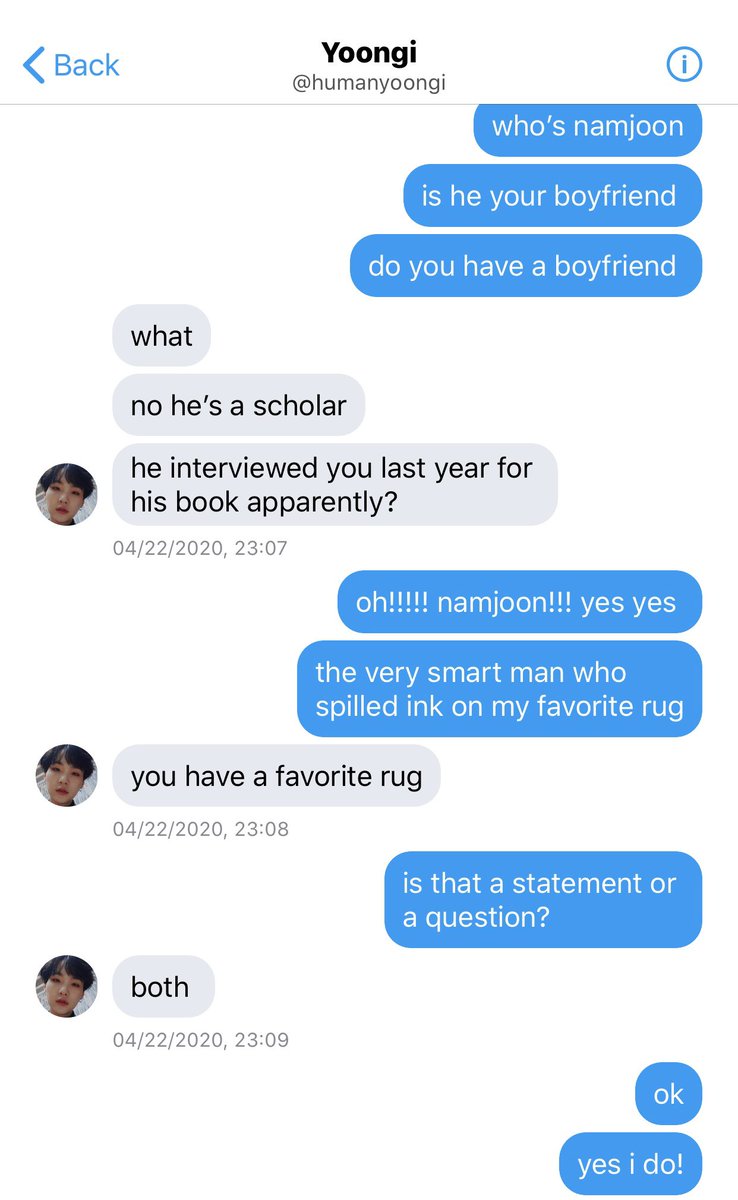 Back
Yoongi
@humanyoongi
who's namjoon
is he your boyfriend
do you have a boyfriend
what
no he's a scholar
he interviewed you last year for
his book apparently?
04/22/2020, 23:07
oh!!!!! namjoon!!! yes yes
the very smart man who
spilled ink on my favorite rug
you have a favorite rug
04/22/2020, 23:08
is that a statement or
a question?
both
04/22/2020, 23:09
ok
yes i do!